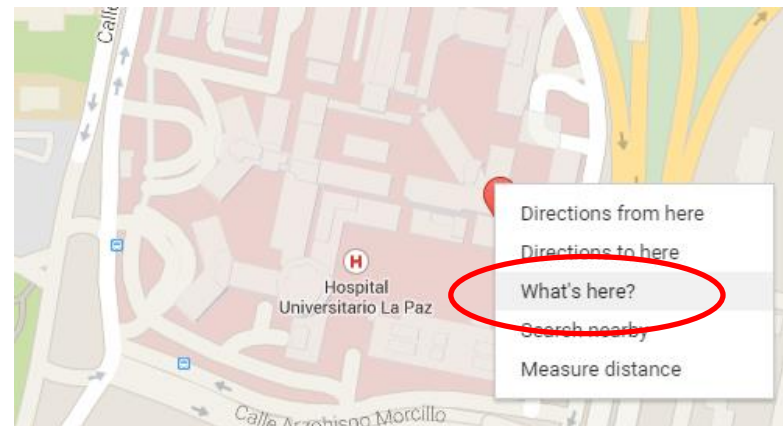 Calle
H
Hospital
Universitario La Paz
Calle Arzobispo Morcillo
Directions from here
Directions to here
What's here?
Search nearby
Measure distance